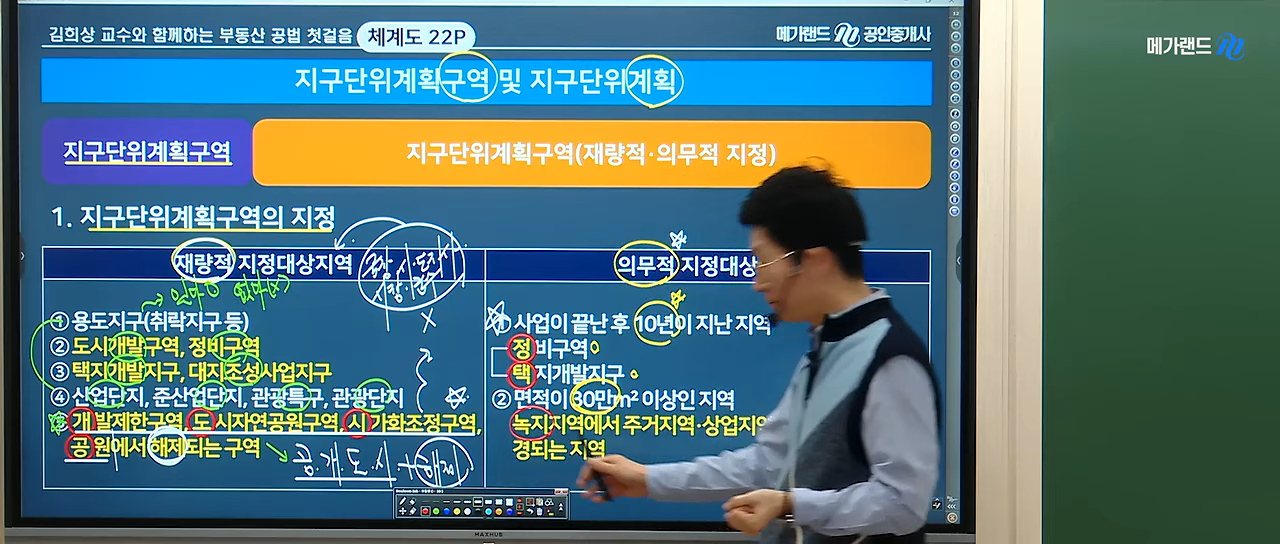 김희상 교수와 함께하는 부동산 공법 첫걸음 체계도 22P 메가랜드 공인중개사
메가랜드
지구단위계획구역 및 지구단위계획
지구단위계획구역 지구단위계획구역(재량적·의무적 지정)
1. 지구단위계획구역의 지정
재량적 지정대상지역
의무적 지정대상
① 용도지구(취락지구 등)
② 도시개발구역, 정비구역
③ 택지개발지구, 대지조성사업지구
④ 산업단지, 준산업단지, 관광특구, 관광단지
개발제한구역, 도시자연공원구역, 시가화조정구역,
공원에서 해제되는 구역
공·개·도·시+해제
사업이 끝난 후 10년이 지난 지역
정비구역
택지개발지구
② 면적이 30만m² 이상인 지역
녹지지역에서 주거지역·상업지역
경되는 지역
MAXHUB